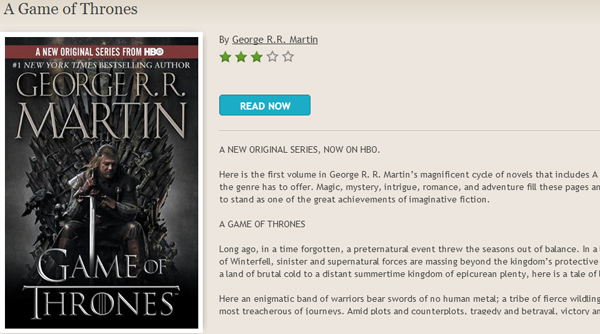 A Game of Thrones
A NEW ORIGINAL SERIES FROM HBO
#1 NEW YORK TIMES BESTSELLING AUTHOR
GEORGE R. R.
MARTIN
GAME OF
THRONES
By George R.R. Martin
READ NOW
A NEW ORIGINAL SERIES, NOW ON HBO.
Here is the first volume in George R. R. Martin's magnificent cycle of novels that includes A
the genre has to offer. Magic, mystery, intrigue, romance, and adventure fill these pages an
to stand as one of the great achievements of imaginative fiction.
A GAME OF THRONES
Long ago, in a time forgotten, a preternatural event threw the seasons out of balance. In a
of Winterfell, sinister and supernatural forces are massing beyond the kingdom's protective
a land of brutal cold to a distant summertime kingdom of epicurean plenty, here is a tale of
Here an enigmatic band of warriors bear swords of no human metal; a tribe of fierce wildling
most treacherous of journeys. Amid plots and counterplots, tragedy and betrayal, victory an